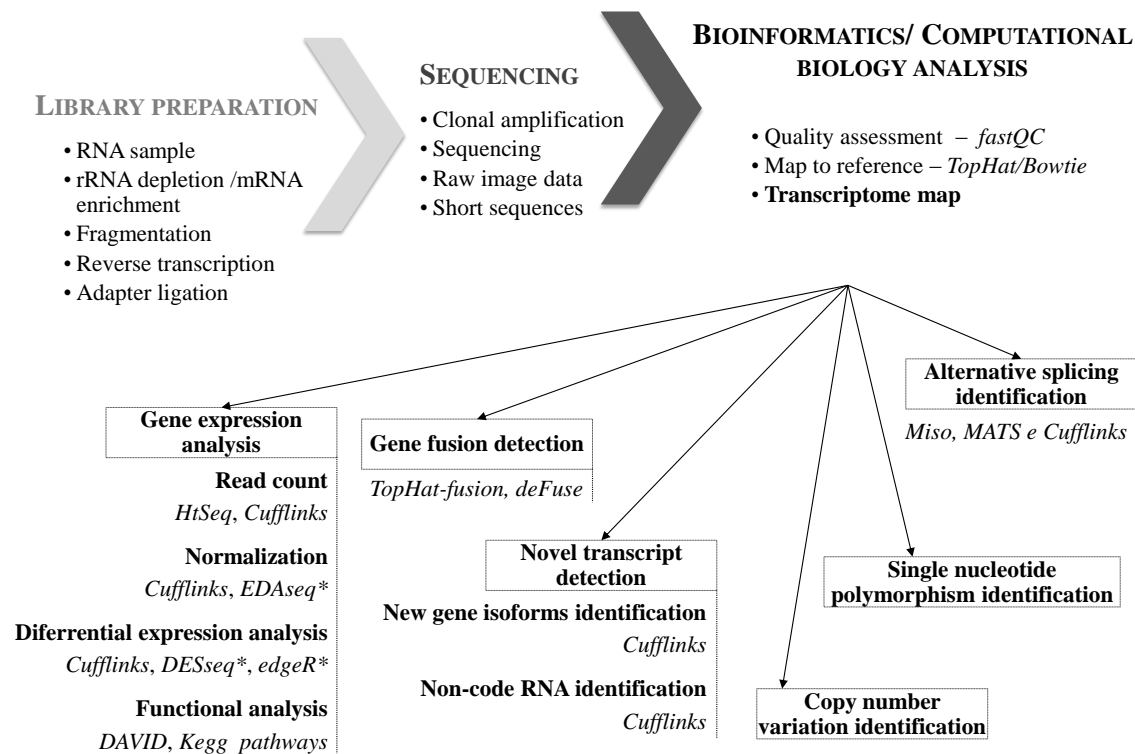 LIBRARY PREPARATION
• RNA sample
• rRNA depletion /mRNA
enrichment
• Fragmentation
• Reverse transcription
• Adapter ligation
SEQUENCING
• Clonal amplification
• Sequencing
• Raw image data
• Short sequences
BIOINFORMATICS/ COMPUTATIONAL
BIOLOGY ANALYSIS
• Quality assessment – fastQC
• Map to reference – TopHat/Bowtie
• Transcriptome map
Gene expression
analysis
Read count
HtSeq, Cufflinks
Normalization
Cufflinks, EDAseq*
Diferrential expression analysis
Cufflinks, DESseq*, edgeR*
Functional analysis
DAVID, Kegg pathways
Gene fusion detection
TopHat-fusion, deFuse
Novel transcript
detection
New gene isoforms identification
Cufflinks
Non-code RNA identification
Cufflinks
Copy number
variation identification
Single nucleotide
polymorphism identification
Alternative splicing
identification
Miso, MATS e Cufflinks